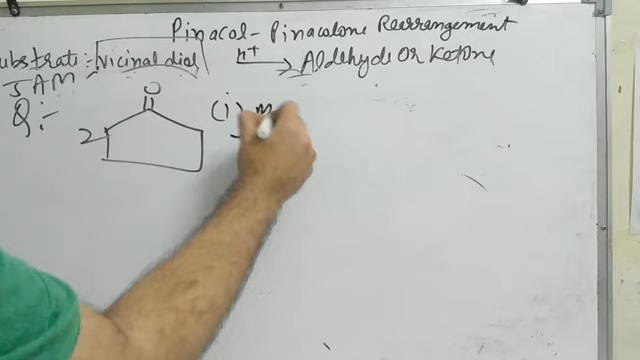 Pinacol-Pinacolone Rearrangement
ubstrate :- Vicinal diol H+ → Aldehyde Or Ketone
JAM
Q:-
O
2 (i) m